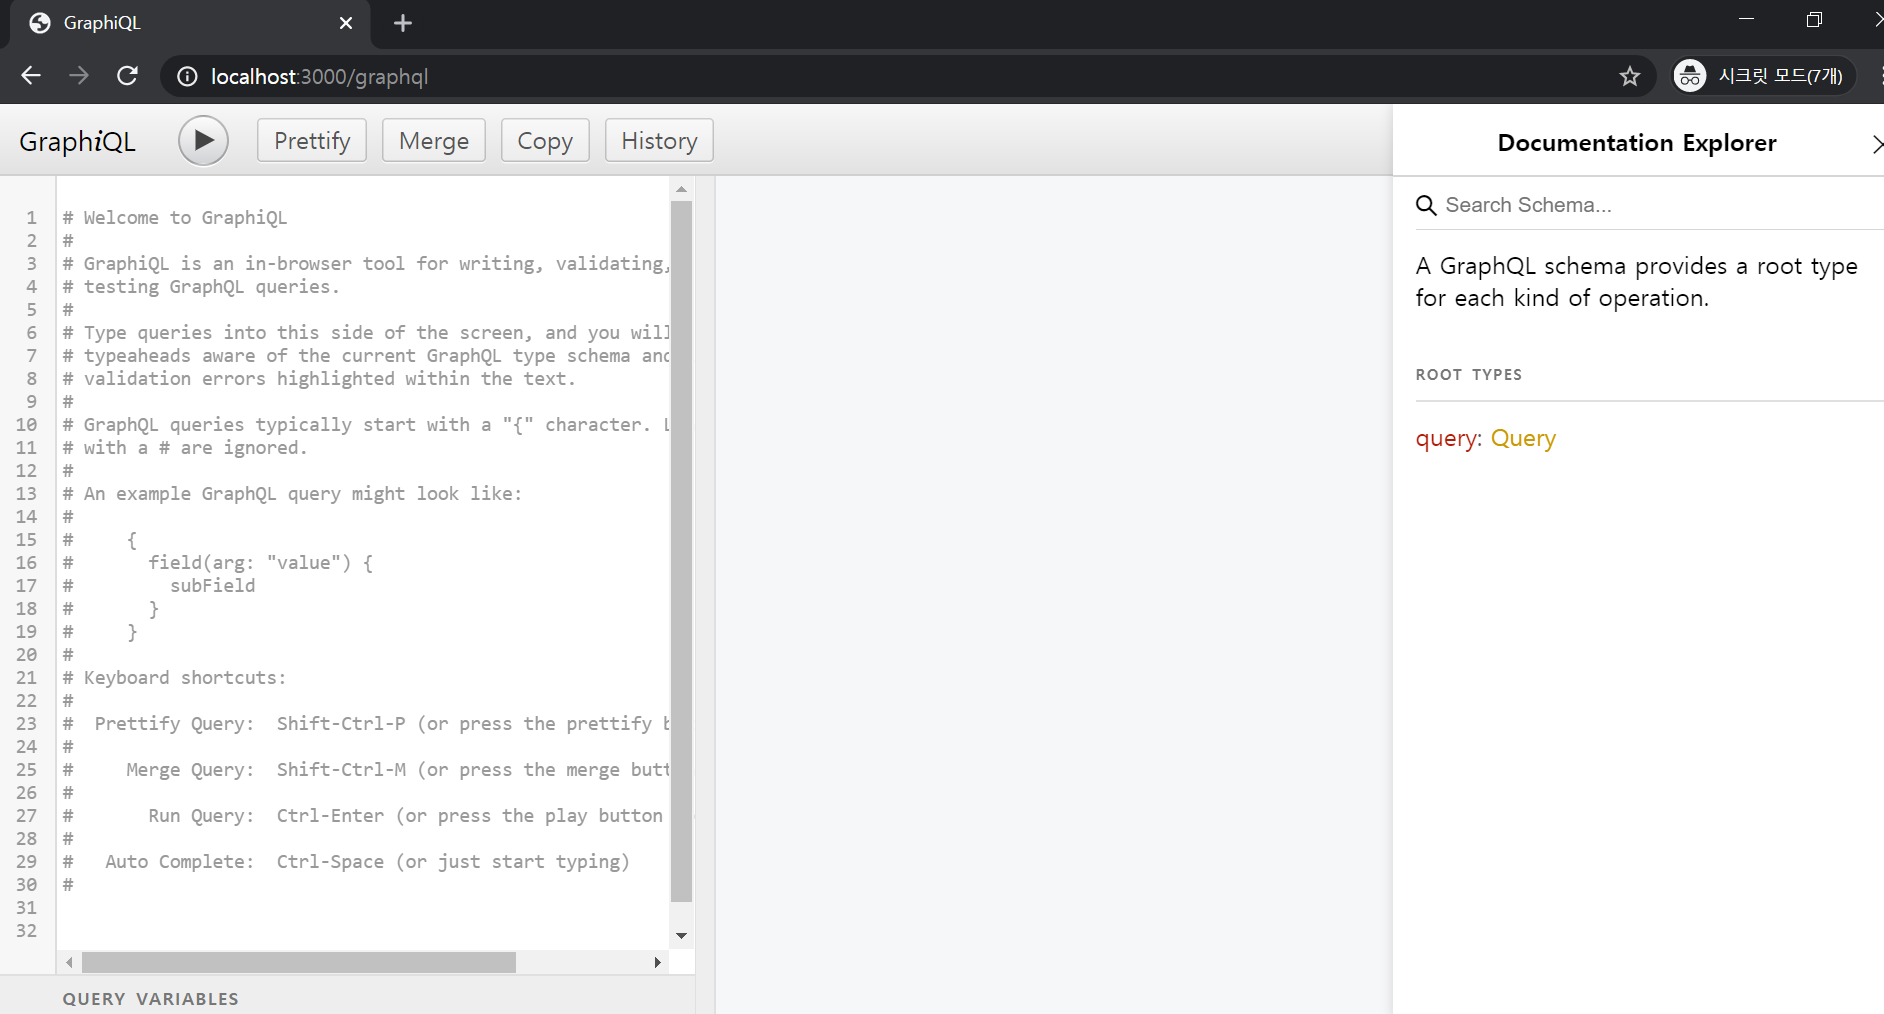 GraphiQL
localhost:3000/graphql
시크릿 모드(7개)
GraphiQL
Prettify
Merge
Copy
History
1 # Welcome to GraphiQL
2 #
3 # GraphiQL is an in-browser tool for writing, validating,
4 # testing GraphQL queries.
5 #
6 # Type queries into this side of the screen, and you will
7 # typeaheads aware of the current GraphQL type schema and
8 # validation errors highlighted within the text.
9 #
10 # GraphQL queries typically start with a "{" character. L
11 # with a # are ignored.
12 #
13 # An example GraphQL query might look like:
14 #
15 #     {
16 #       field(arg: "value") {
17 #         subField
18 #       }
19 #     }
20 #
21 # Keyboard shortcuts:
22 #
23 #  Prettify Query:  Shift-Ctrl-P (or press the prettify b
24 #
25 #     Merge Query:  Shift-Ctrl-M (or press the merge butt
26 #
27 #       Run Query:  Ctrl-Enter (or press the play button
28 #
29 #   Auto Complete:  Ctrl-Space (or just start typing)
30 #
31
32
QUERY VARIABLES
Documentation Explorer
Search Schema...
A GraphQL schema provides a root type
for each kind of operation.
ROOT TYPES
query: Query